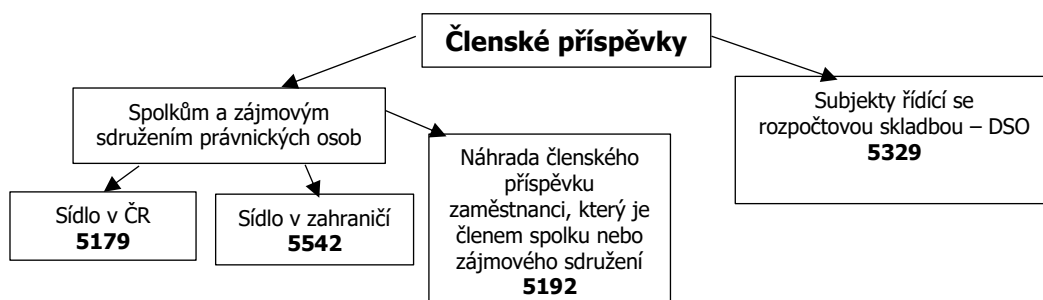 Členské příspěvky
Spolkům a zájmovým
sdružením právnických osob
Subjekty řídící se
rozpočtovou skladbou – DSO
5329
Sídlo v ČR
5179
Sídlo v zahraničí
5542
Náhrada členského
příspěvku
zaměstnanci, který je
členem spolku nebo
zájmového sdružení
5192